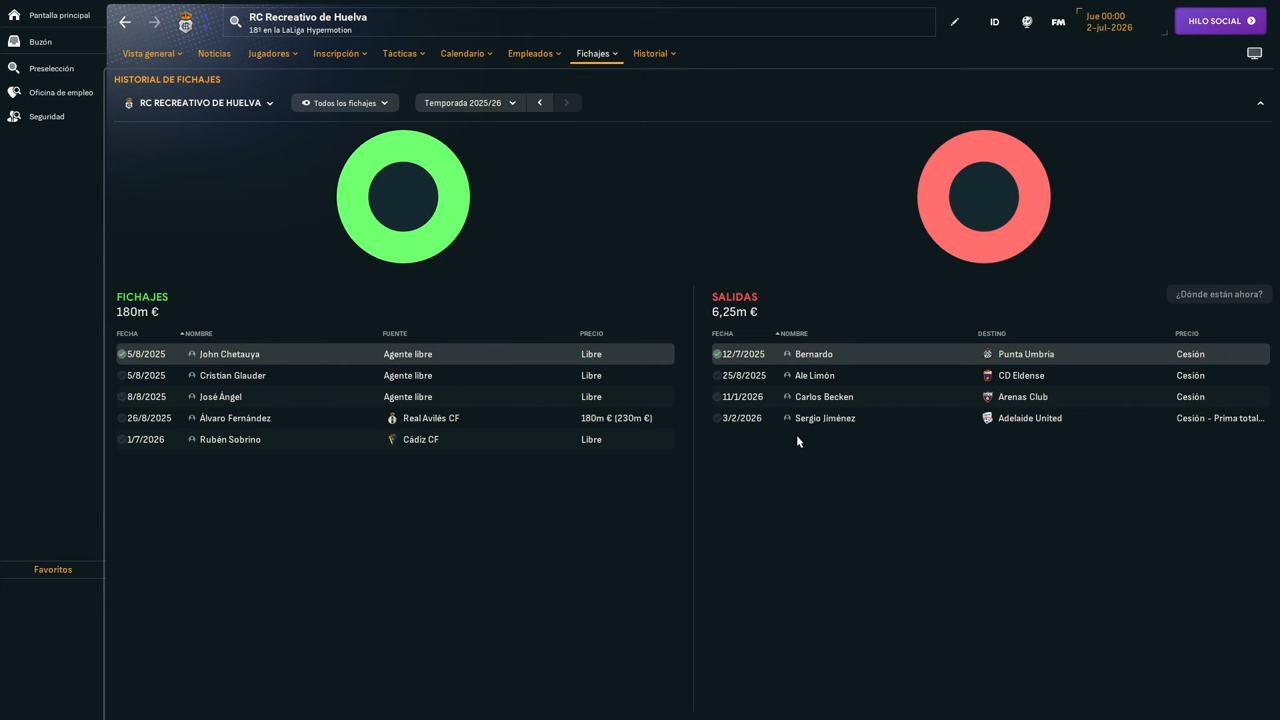 Pantalla principal
Buzón
Preselección
Oficina de empleo
Seguridad
Favoritos
RC Recreativo de Huelva
18º en la LaLiga Hypermotion
ID
FM
Jue 00:00
2-jul-2026
HILO SOCIAL
Vista general Noticias Jugadores Inscripción Tácticas Calendario Empleados Fichajes Historial
HISTORIAL DE FICHAJES
RC RECREATIVO DE HUELVA Todos los fichajes Temporada 2025/26
FICHAJES
180m €
FECHA NOMBRE FUENTE PRECIO
5/8/2025 John Chetauya Agente libre Libre
5/8/2025 Cristian Glauder Agente libre Libre
8/8/2025 José Ángel Agente libre Libre
26/8/2025 Álvaro Fernández Real Avilés CF 180m € (230m €)
1/7/2026 Rubén Sobrino Cádiz CF Libre
SALIDAS
6,25m €
¿Dónde están ahora?
FECHA NOMBRE DESTINO PRECIO
12/7/2025 Bernardo Punta Umbría Cesión
25/8/2025 Ale Limón CD Eldense Cesión
11/1/2026 Carlos Becken Arenas Club Cesión
3/2/2026 Sergio Jiménez Adelaide United Cesión - Prima total...